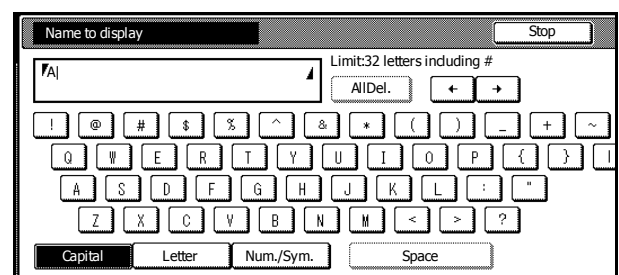 Name to display Stop
A| Limit:32 letters including #
AllDel. ← →
! @ # $ % ^ & * ( ) _ + ~
Q W E R T Y U I O P { } |
A S D F G H J K L : "
Z X C V B N M < > ?
Capital Letter Num./Sym. Space